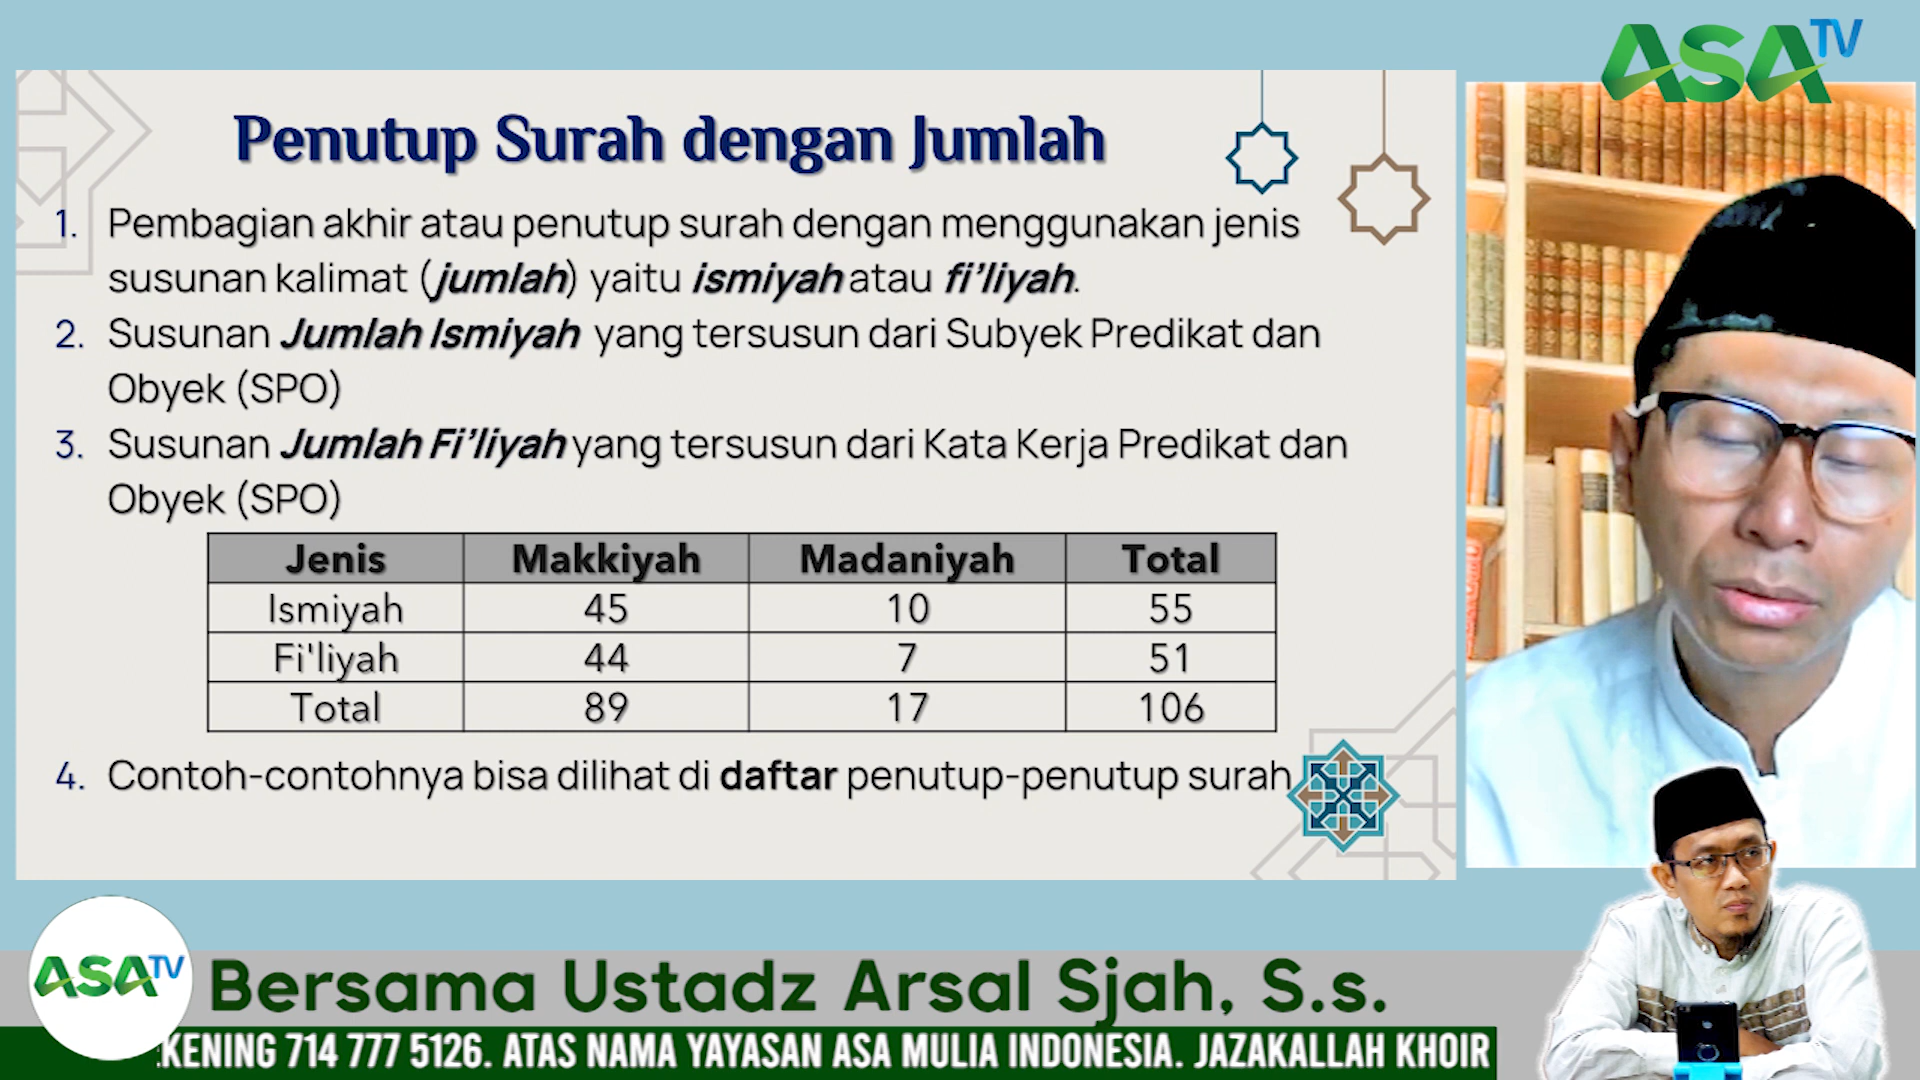 ASATV
Penutup Surah dengan Jumlah
1. Pembagian akhir atau penutup surah dengan menggunakan jenis
susunan kalimat (jumlah) yaitu ismiyah atau fi'liyah.
2. Susunan Jumlah Ismiyah yang tersusun dari Subyek Predikat dan
Obyek (SPO)
3. Susunan Jumlah Fi'liyah yang tersusun dari Kata Kerja Predikat dan
Obyek (SPO)
Jenis Makkiyah Madaniyah Total
Ismiyah 45 10 55
Fi'liyah 44 7 51
Total 89 17 106
4. Contoh-contohnya bisa dilihat di daftar penutup-penutup surah
ASATV
Bersama Ustadz Arsal Sjah, S.s.
KENING 714 777 5126. ATAS NAMA YAYASAN ASA MULIA INDONESIA. JAZAKALLAH KHOIR